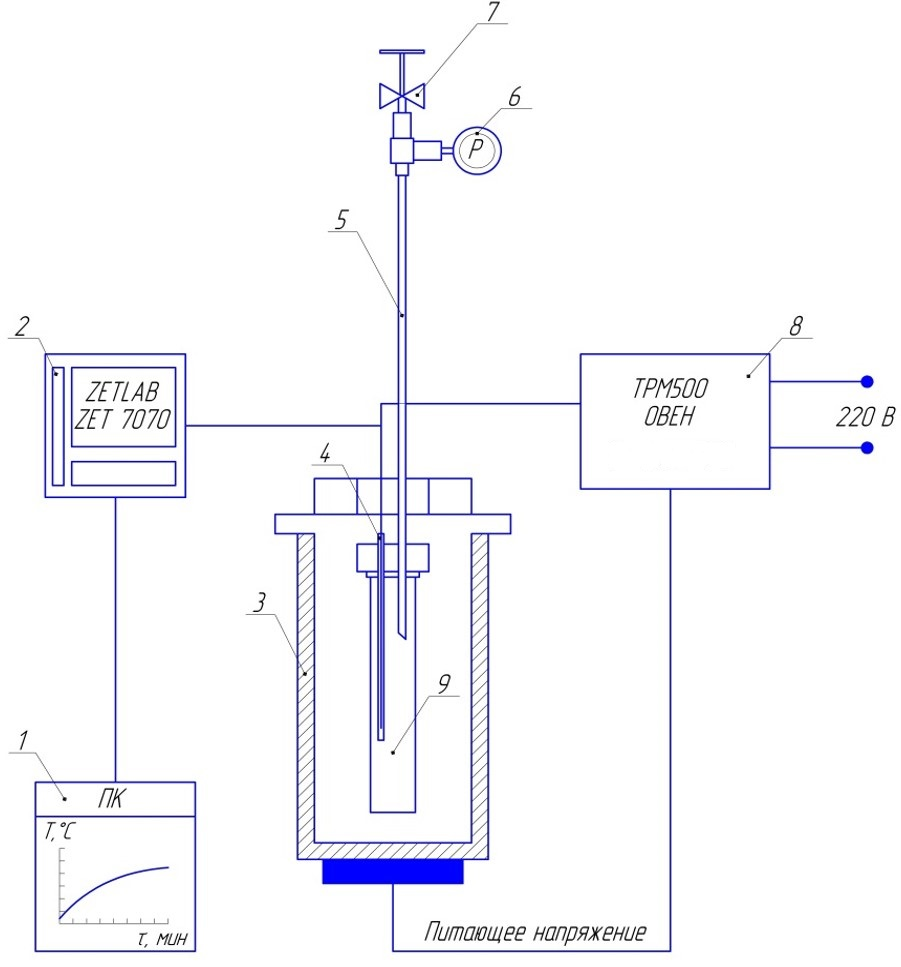 7
6
P
5
2
8
ZETLAB
ZET 7070
ТРМ500
ОВЕН
220 В
4
3
9
1
ПК
T,°C
τ, мин
Питающее напряжение